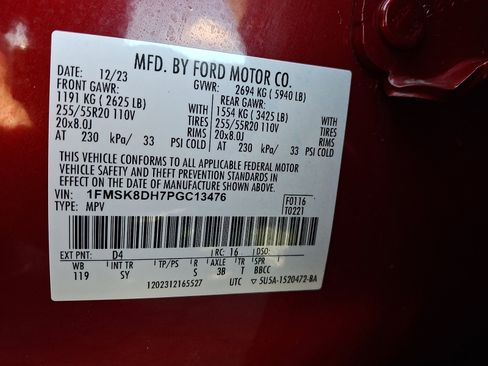 MFD. BY FORD MOTOR CO.
DATE: 12/23 GVWR: 2694 KG ( 5940 LB)
FRONT GAWR: REAR GAWR:
1191 KG ( 2625 LB) 1554 KG ( 3425 LB)
255/55R20 110V TIRES 255/55R20 110V TIRES
20x8.0J RIMS 20x8.0J RIMS
AT 230 kPa/ 33 PSI COLD AT 230 kPa/ 33 PSI COLD
THIS VEHICLE CONFORMS TO ALL APPLICABLE FEDERAL MOTOR
VEHICLE SAFETY AND THEFT PREVENTION STANDARDS IN
EFFECT ON THE DATE OF MANUFACTURE SHOWN ABOVE.
VIN: 1FMSK8DH7PGC13476 F0116
TYPE: MPV T0221
EXT PNT: D4 RC: 16 DSO:
WB INT TR TP/PS R AXLE TR SPR
119 SY S 3B T BBCC
1202312165527 UTC ▽ 5U5A-1520472-BA